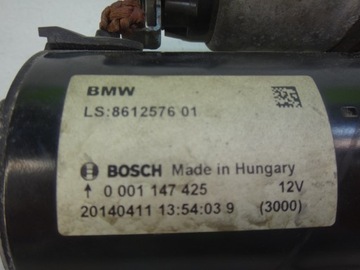 BMW
LS:8612576 01
BOSCH Made in Hungary
↑ 0 001 147 425 12V
20140411 13:54:03 9 (3000)